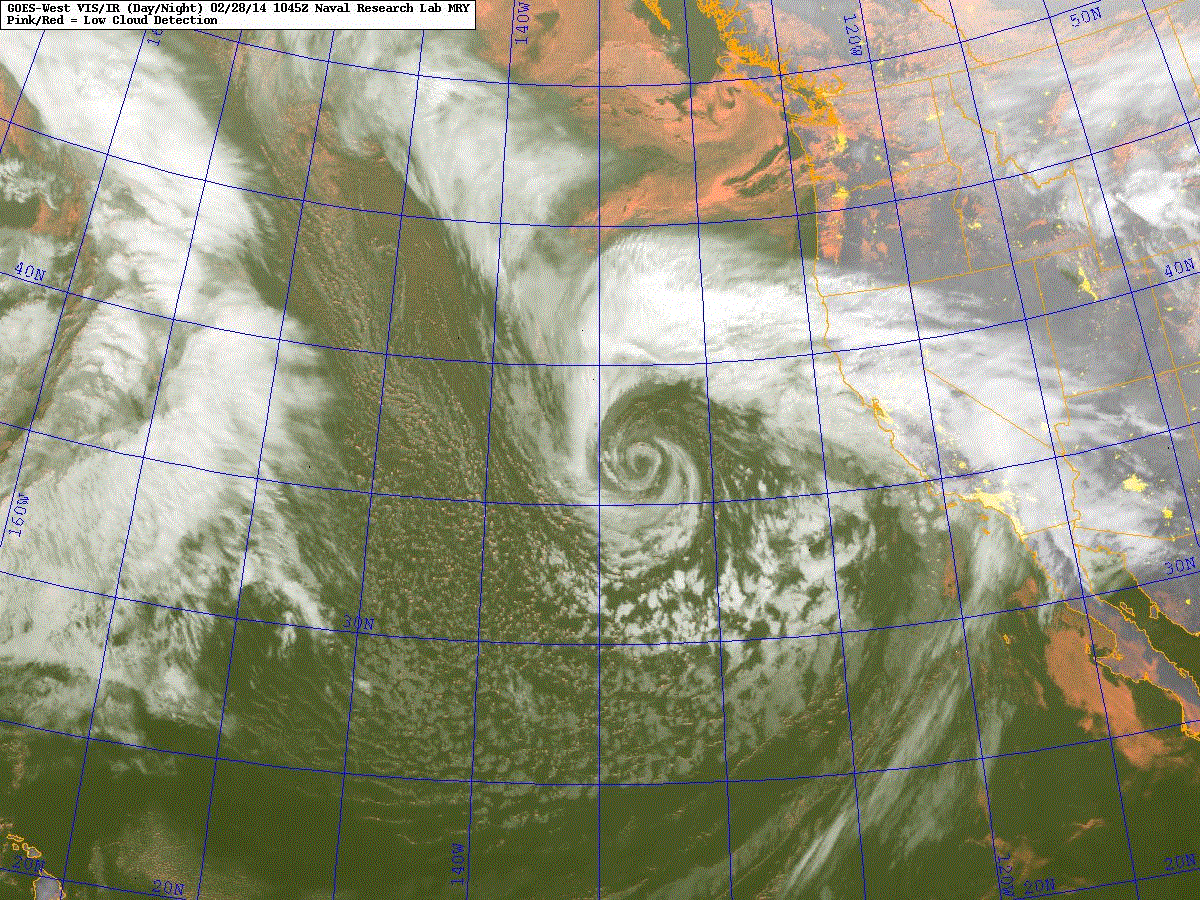 GOES-West VIS/IR (Day/Night) 02/28/14 1045Z Naval Research Lab MRY
Pink/Red = Low Cloud Detection
140W
120W
50N
40N
40N
160W
30N
30N
140W
120W
20N
20N
20N
20N